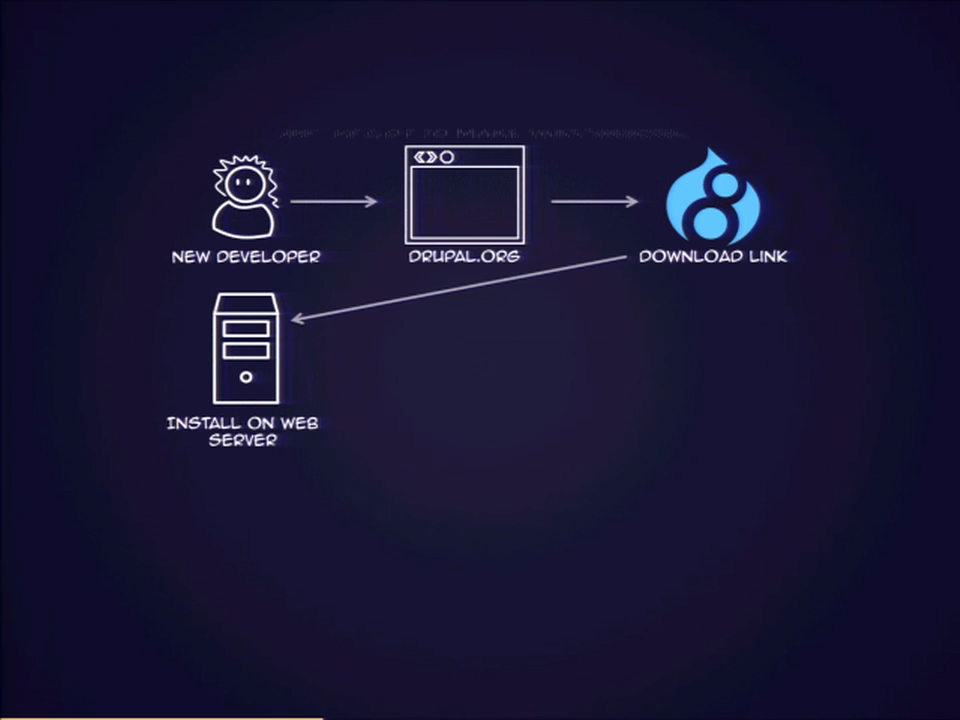 NEW DEVELOPER
DRUPAL.ORG
DOWNLOAD LINK
INSTALL ON WEB
SERVER